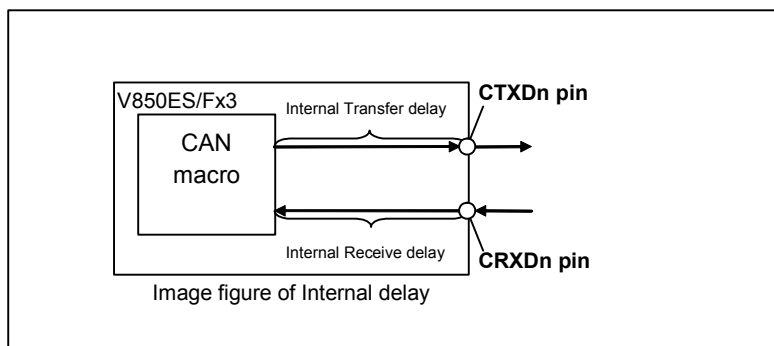 V850ES/Fx3
CAN
macro
Internal Transfer delay
CTXDn pin
Internal Receive delay
CRXDn pin
Image figure of Internal delay